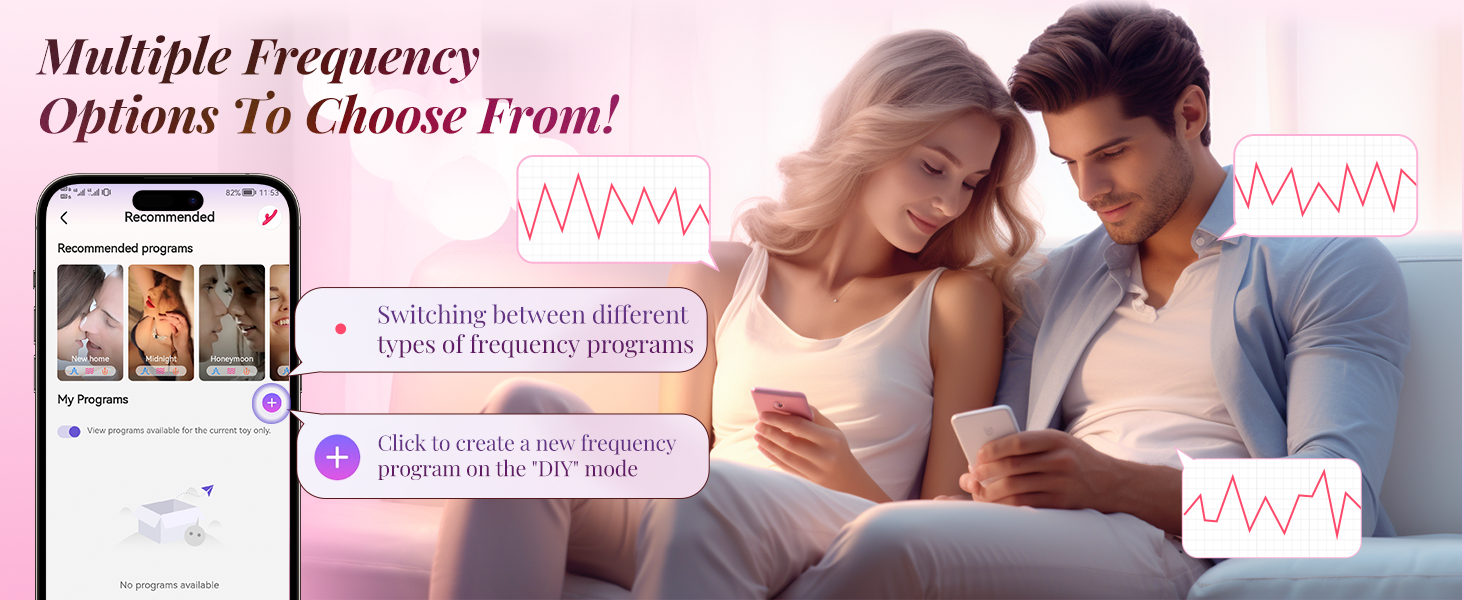 Multiple Frequency
Options To Choose From!
82% 11:53
Recommended
Recommended programs
New home
Midnight
Honeymoon
My Programs
View programs available for the current toy only.
No programs available
Switching between different
types of frequency programs
Click to create a new frequency
program on the "DIY" mode